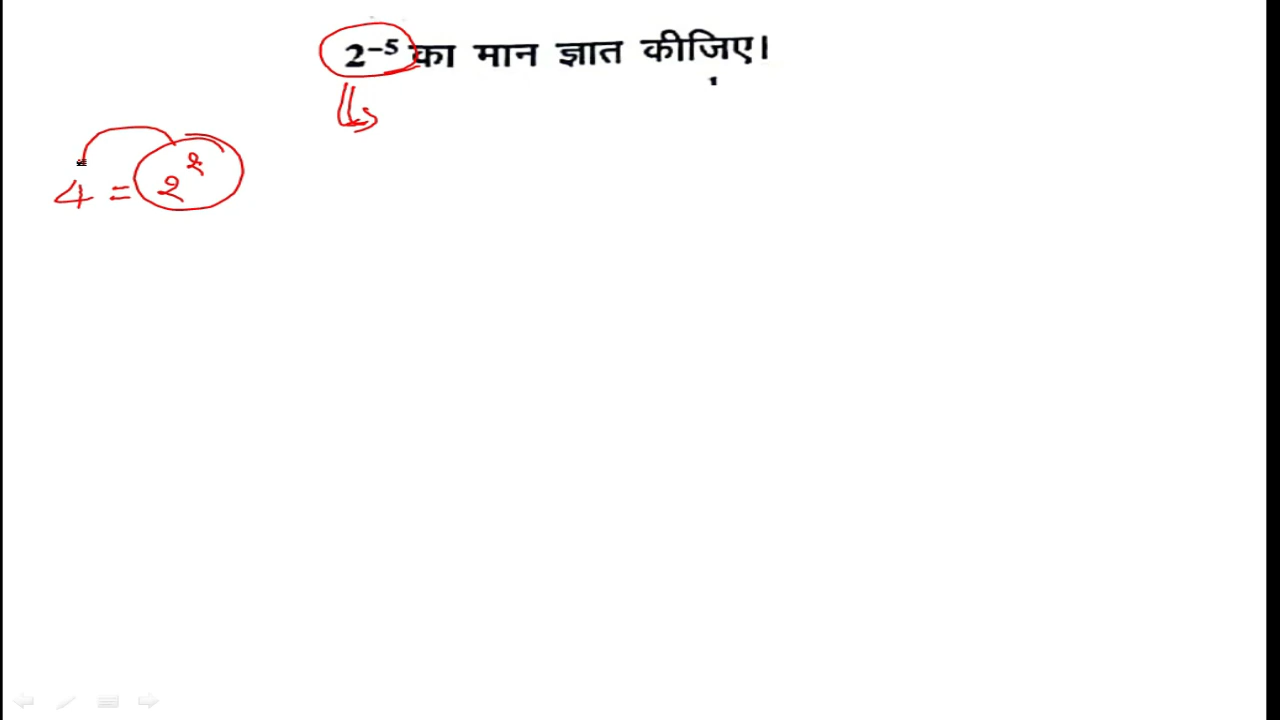 2⁻⁵ का मान ज्ञात कीजिए।
4 = 2²